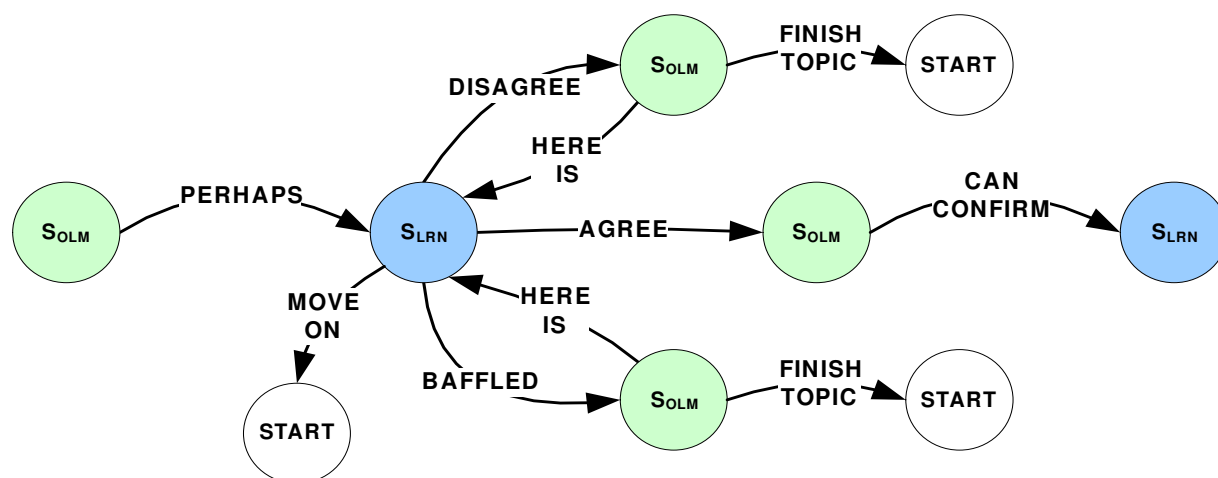 FINISH
TOPIC
SOLM
START
DISAGREE
HERE
IS
PERHAPS
CAN
CONFIRM
SOLM
SLRN
AGREE
SOLM
SLRN
MOVE
ON
HERE
IS
BAFFLED
FINISH
TOPIC
SOLM
START
START